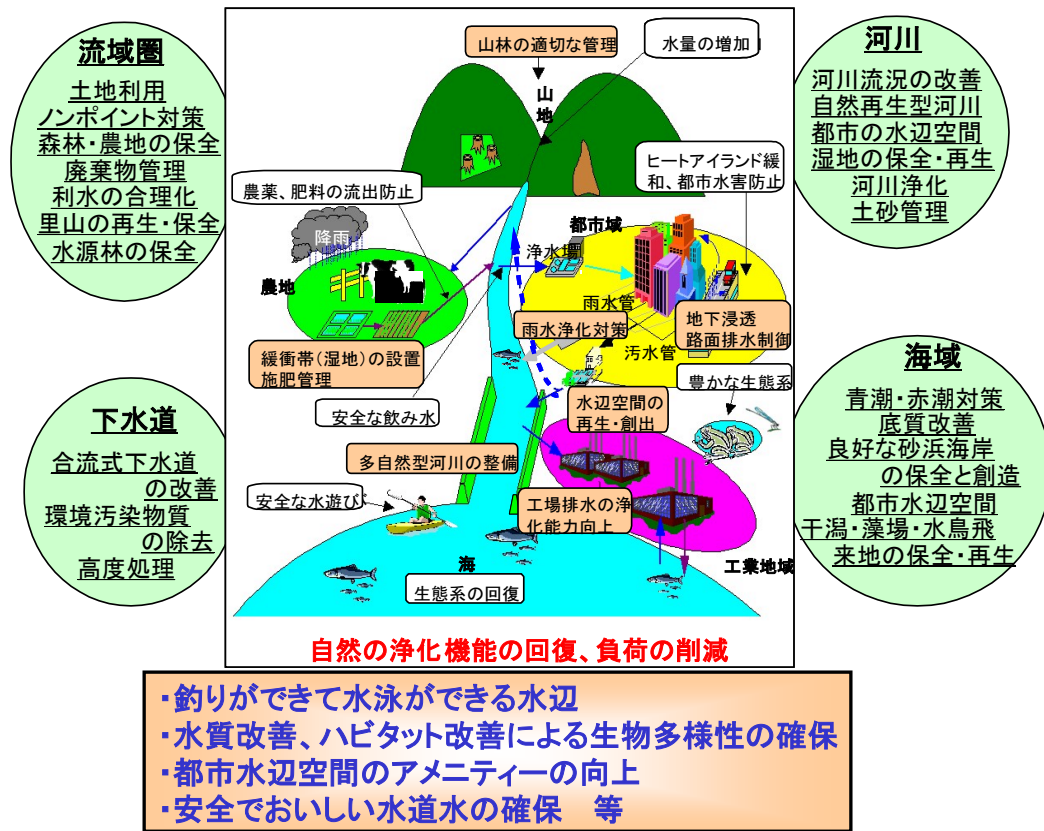 流域圏
土地利用
ノンポイント対策
森林・農地の保全
廃棄物管理
利水の合理化
里山の再生・保全
水源林の保全
下水道
合流式下水道
の改善
環境汚染物質
の除去
高度処理
山林の適切な管理
水量の増加
山地
ヒートアイランド緩
和、都市水害防止
農薬、肥料の流出防止
降雨
農地
都市域
浄水場
雨水管
雨水浄化対策
汚水管
地下浸透
路面排水制御
緩衝帯(湿地)の設置
施肥管理
安全な飲み水
豊かな生態系
水辺空間の
再生・創出
多自然型河川の整備
安全な水遊び
工場排水の浄
化能力向上
海
生態系の回復
工業地域
自然の浄化機能の回復、負荷の削減
河川
河川流況の改善
自然再生型河川
都市の水辺空間
湿地の保全・再生
河川浄化
土砂管理
海域
青潮・赤潮対策
底質改善
良好な砂浜海岸
の保全と創造
都市水辺空間
干潟・藻場・水鳥飛
来地の保全・再生
・釣りができて水泳ができる水辺
・水質改善、ハビタット改善による生物多様性の確保
・都市水辺空間のアメニティーの向上
・安全でおいしい水道水の確保　等